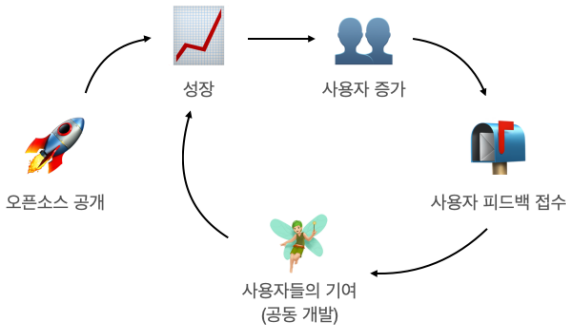 성장
사용자 증가
오픈소스 공개
사용자 피드백 접수
사용자들의 기여
(공동 개발)